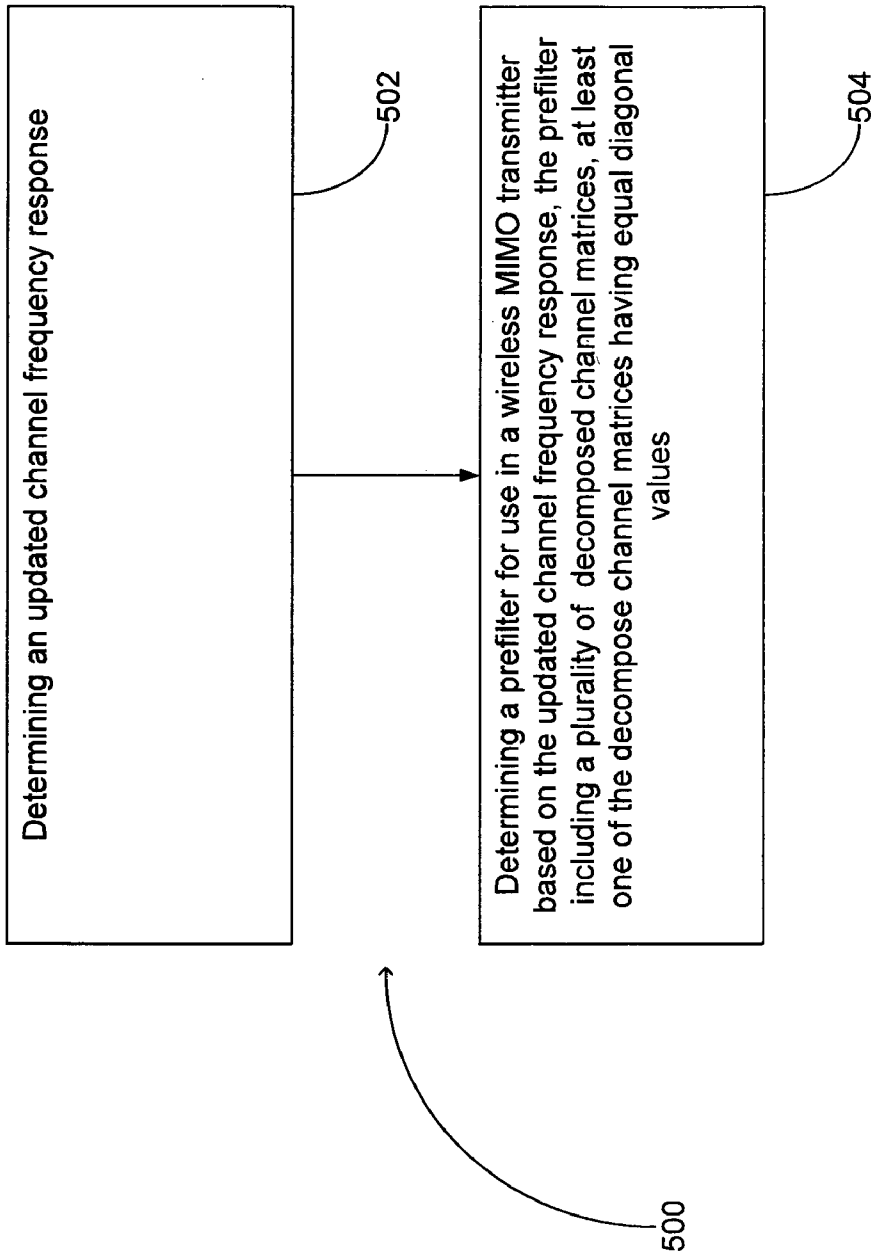 Determining an updated channel frequency response
502
Determining a prefilter for use in a wireless MIMO transmitter
based on the updated channel frequency response, the prefilter
including a plurality of decomposed channel matrices, at least
one of the decompose channel matrices having equal diagonal
values
504
500